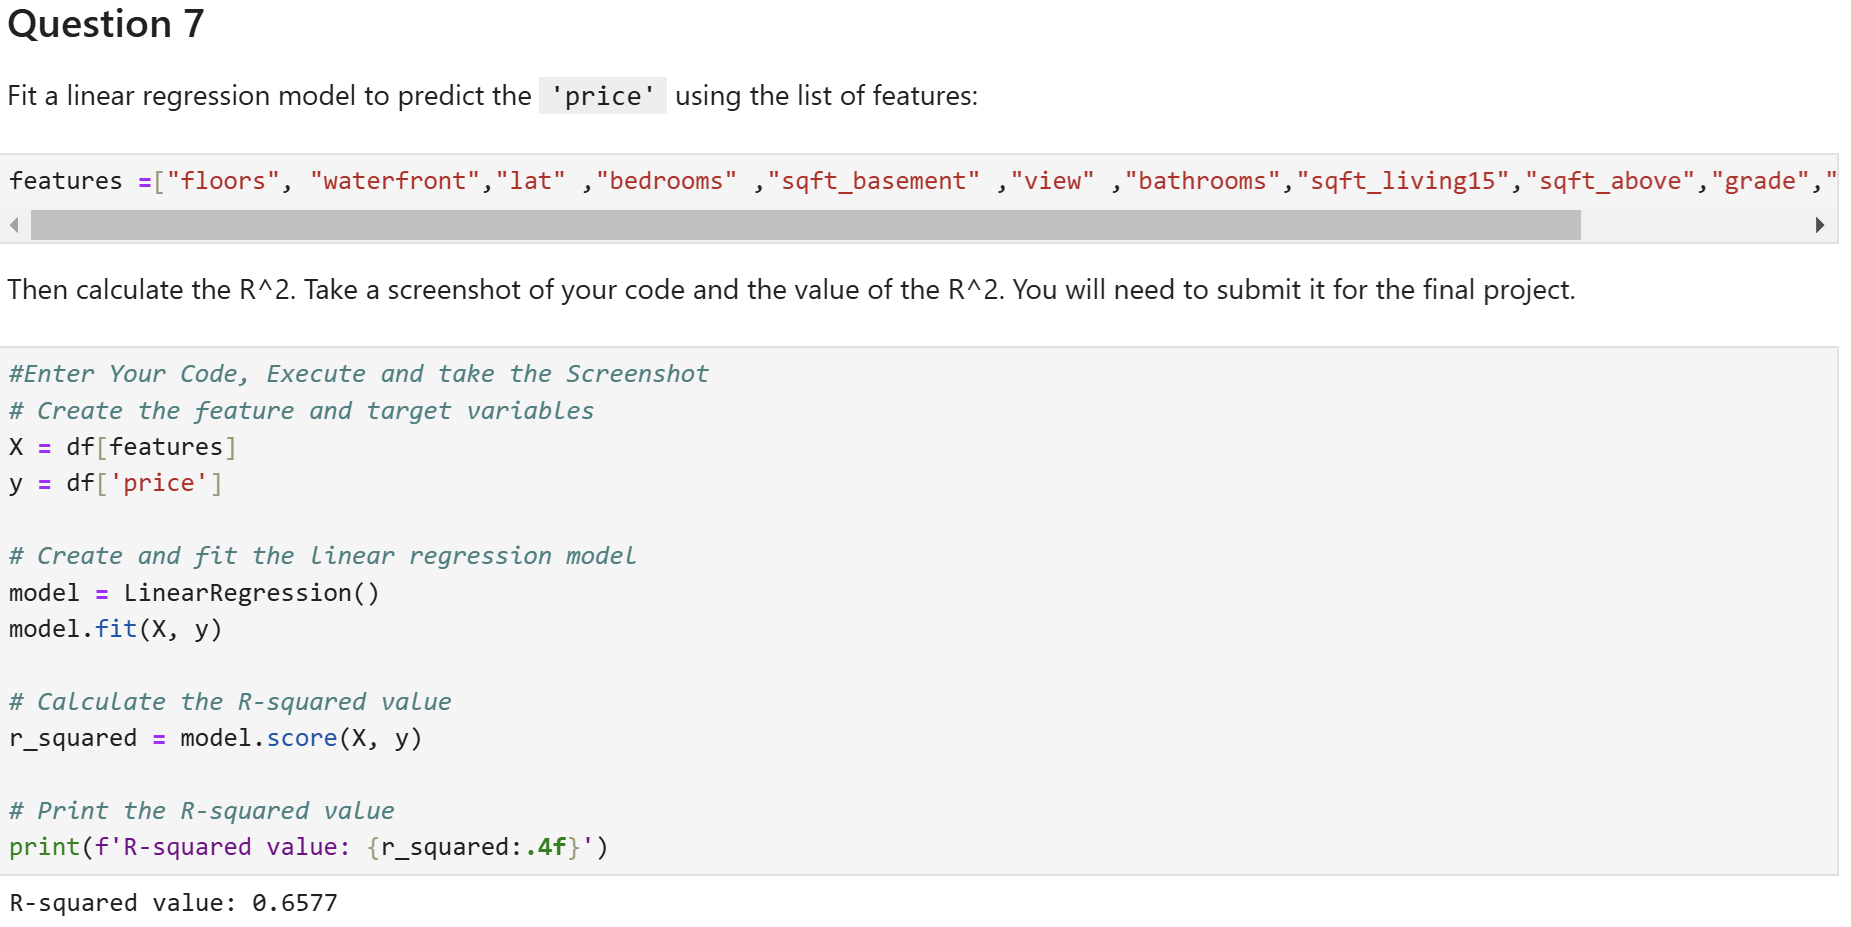 Question 7
Fit a linear regression model to predict the 'price' using the list of features:
features =["floors", "waterfront","lat" ,"bedrooms" ,"sqft_basement" ,"view" ,"bathrooms","sqft_living15","sqft_above","grade","
Then calculate the R^2. Take a screenshot of your code and the value of the R^2. You will need to submit it for the final project.
#Enter Your Code, Execute and take the Screenshot
# Create the feature and target variables
X = df[features]
y = df['price']
# Create and fit the linear regression model
model = LinearRegression()
model.fit(X, y)
# Calculate the R-squared value
r_squared = model.score(X, y)
# Print the R-squared value
print(f'R-squared value: {r_squared:.4f}')
R-squared value: 0.6577